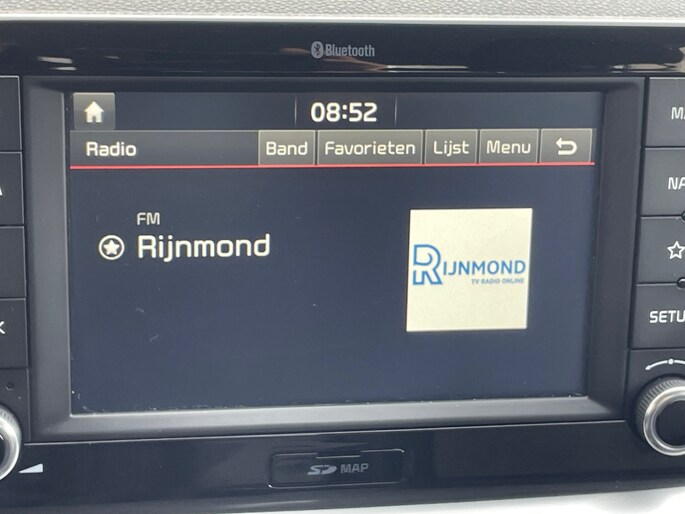 Bluetooth
08:52
Radio Band Favorieten Lijst Menu
FM
Rijnmond
RIJNMOND
TV RADIO ONLINE
SETU
SD MAP